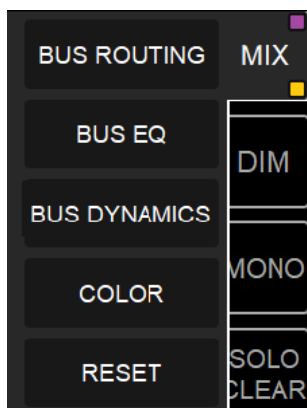 BUS ROUTING
MIX
BUS EQ
DIM
BUS DYNAMICS
MONO
COLOR
SOLO
CLEAR
RESET